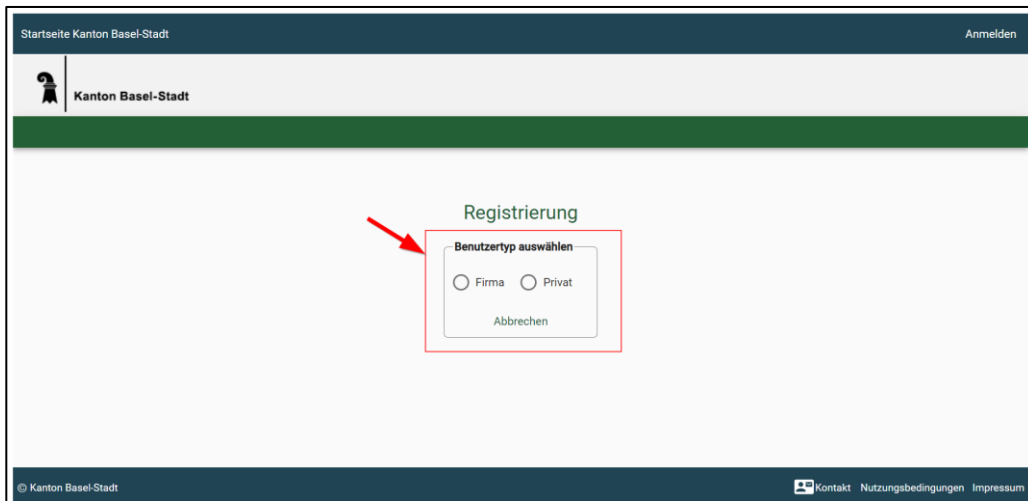 Startseite Kanton Basel-Stadt Anmelden
Kanton Basel-Stadt
Registrierung
Benutzertyp auswählen
Firma Privat
Abbrechen
© Kanton Basel-Stadt Kontakt Nutzungsbedingungen Impressum